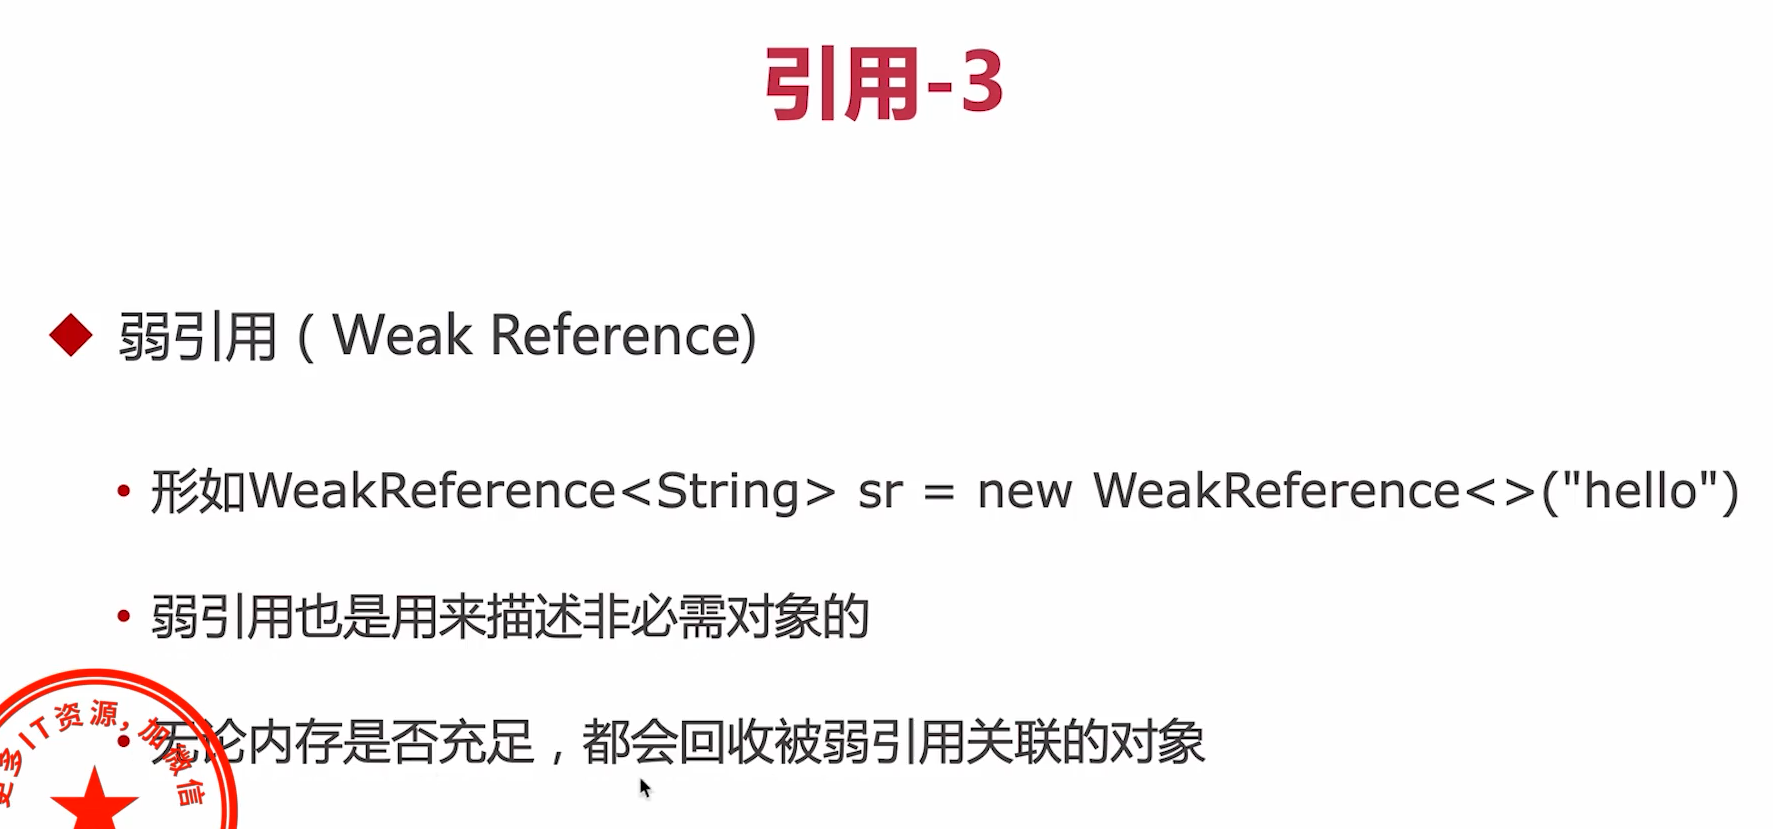 引用-3
弱引用（Weak Reference)
形如WeakReference<String> sr = new WeakReference<>("hello")
弱引用也是用来描述非必需对象的
无论内存是否充足，都会回收被弱引用关联的对象
更多IT资源，加微信